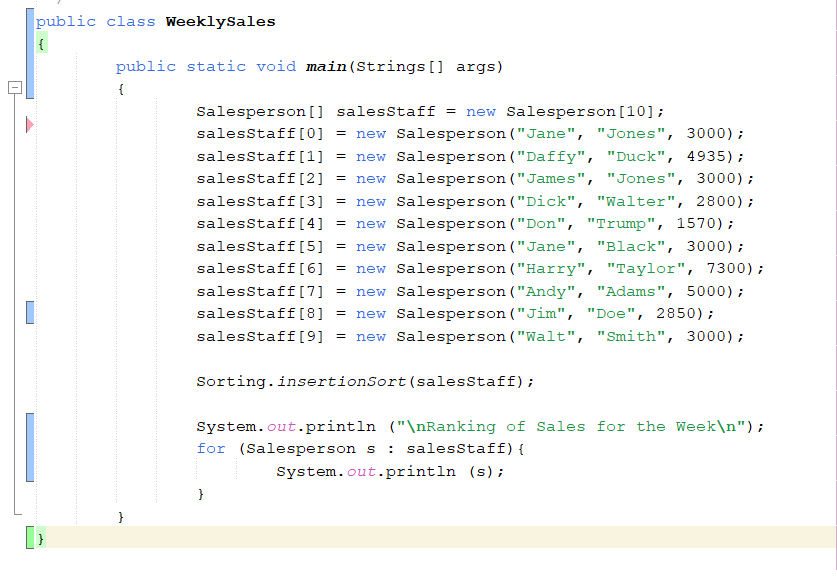 public class WeeklySales
{
public static void main(Strings[] args)
{
Salesperson[] salesStaff = new Salesperson[10];
salesStaff[0] = new Salesperson("Jane", "Jones", 3000);
salesStaff[1] = new Salesperson("Daffy", "Duck", 4935);
salesStaff[2] = new Salesperson("James", "Jones", 3000);
salesStaff[3] = new Salesperson("Dick", "Walter", 2800);
salesStaff[4] = new Salesperson("Don", "Trump", 1570);
salesStaff[5] = new Salesperson("Jane", "Black", 3000);
salesStaff[6] = new Salesperson("Harry", "Taylor", 7300);
salesStaff[7] = new Salesperson("Andy", "Adams", 5000);
salesStaff[8] = new Salesperson("Jim", "Doe", 2850);
salesStaff[9] = new Salesperson("Walt", "Smith", 3000);
Sorting.insertionSort(salesStaff);
System.out.println ("\nRanking of Sales for the Week\n");
for (Salesperson s : salesStaff){
System.out.println (s);
}
}
}